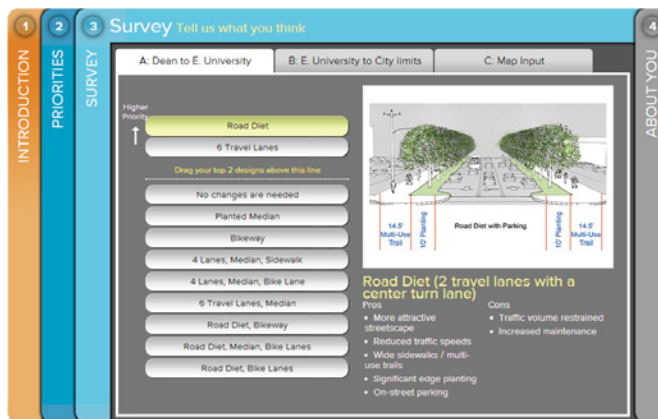 1
INTRODUCTION
2
PRIORITIES
3
SURVEY
Survey Tell us what you think
A: Dean to E. University
B: E. University to City limits
C: Map Input
Higher
Priority
Road Diet
6 Travel Lanes
Drag your top 2 designs above this line
No changes are needed
Planted Median
Bikeway
4 Lanes, Median, Sidewalk
4 Lanes, Median, Bike Lane
6 Travel Lanes, Median
Road Diet, Bikeway
Road Diet, Median, Bike Lanes
Road Diet, Bike Lanes
14.5'
Multi-Use
Trail
10' Planting
Road Diet with Parking
10' Planting
14.5'
Multi-Use
Trail
Road Diet (2 travel lanes with a
center turn lane)
Pros
More attractive
streetscape
Reduced traffic speeds
Wide sidewalks / multi-
use trails
Significant edge planting
On-street parking
Cons
Traffic volume restrained
Increased maintenance
4
ABOUT YOU